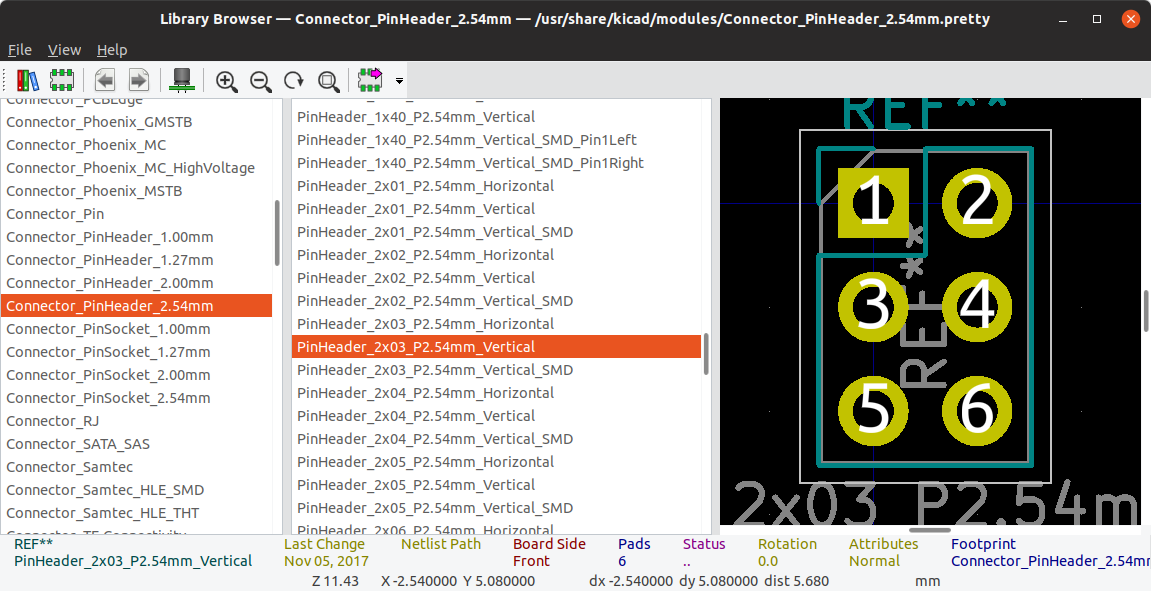 Library Browser — Connector_PinHeader_2.54mm — /usr/share/kicad/modules/Connector_PinHeader_2.54mm.pretty
File View Help
Connector_PCBEdge
Connector_Phoenix_GMSTB
Connector_Phoenix_MC
Connector_Phoenix_MC_HighVoltage
Connector_Phoenix_MSTB
Connector_Pin
Connector_PinHeader_1.00mm
Connector_PinHeader_1.27mm
Connector_PinHeader_2.00mm
Connector_PinHeader_2.54mm
Connector_PinSocket_1.00mm
Connector_PinSocket_1.27mm
Connector_PinSocket_2.00mm
Connector_PinSocket_2.54mm
Connector_RJ
Connector_SATA_SAS
Connector_Samtec
Connector_Samtec_HLE_SMD
Connector_Samtec_HLE_THT
Connector_TE-Connectivity
PinHeader_1x40_P2.54mm_Vertical
PinHeader_1x40_P2.54mm_Vertical_SMD_Pin1Left
PinHeader_1x40_P2.54mm_Vertical_SMD_Pin1Right
PinHeader_2x01_P2.54mm_Horizontal
PinHeader_2x01_P2.54mm_Vertical
PinHeader_2x01_P2.54mm_Vertical_SMD
PinHeader_2x02_P2.54mm_Horizontal
PinHeader_2x02_P2.54mm_Vertical
PinHeader_2x02_P2.54mm_Vertical_SMD
PinHeader_2x03_P2.54mm_Horizontal
PinHeader_2x03_P2.54mm_Vertical
PinHeader_2x03_P2.54mm_Vertical_SMD
PinHeader_2x04_P2.54mm_Horizontal
PinHeader_2x04_P2.54mm_Vertical
PinHeader_2x04_P2.54mm_Vertical_SMD
PinHeader_2x05_P2.54mm_Horizontal
PinHeader_2x05_P2.54mm_Vertical
PinHeader_2x05_P2.54mm_Vertical_SMD
PinHeader_2x06_P2.54mm_Horizontal
REF**
1 2
3 4
5 6
REF**
2x03_P2.54m
REF** Last Change Netlist Path Board Side Pads Status Rotation Attributes Footprint
PinHeader_2x03_P2.54mm_Vertical Nov 05, 2017 Front 6 .. 0.0 Normal Connector_PinHeader_2.54mm
Z 11.43 X -2.540000 Y 5.080000 dx -2.540000 dy 5.080000 dist 5.680 mm